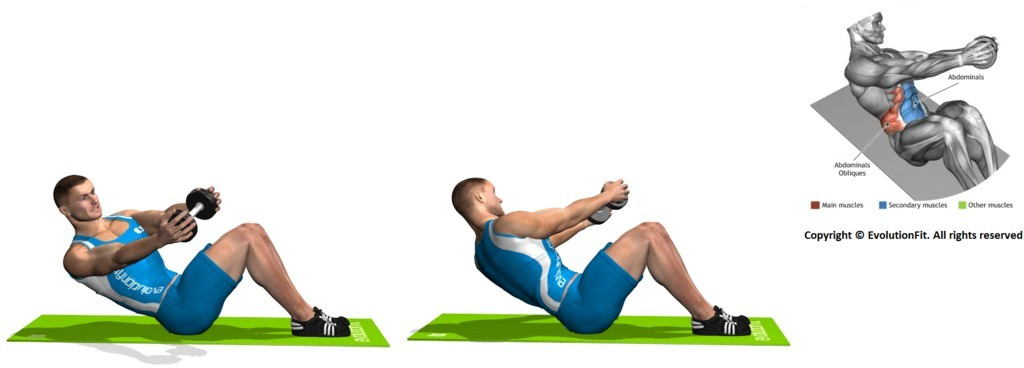 Abdominals
Abdominals
Obliques
Main muscles
Secondary muscles
Other muscles
Copyright © EvolutionFit. All rights reserved